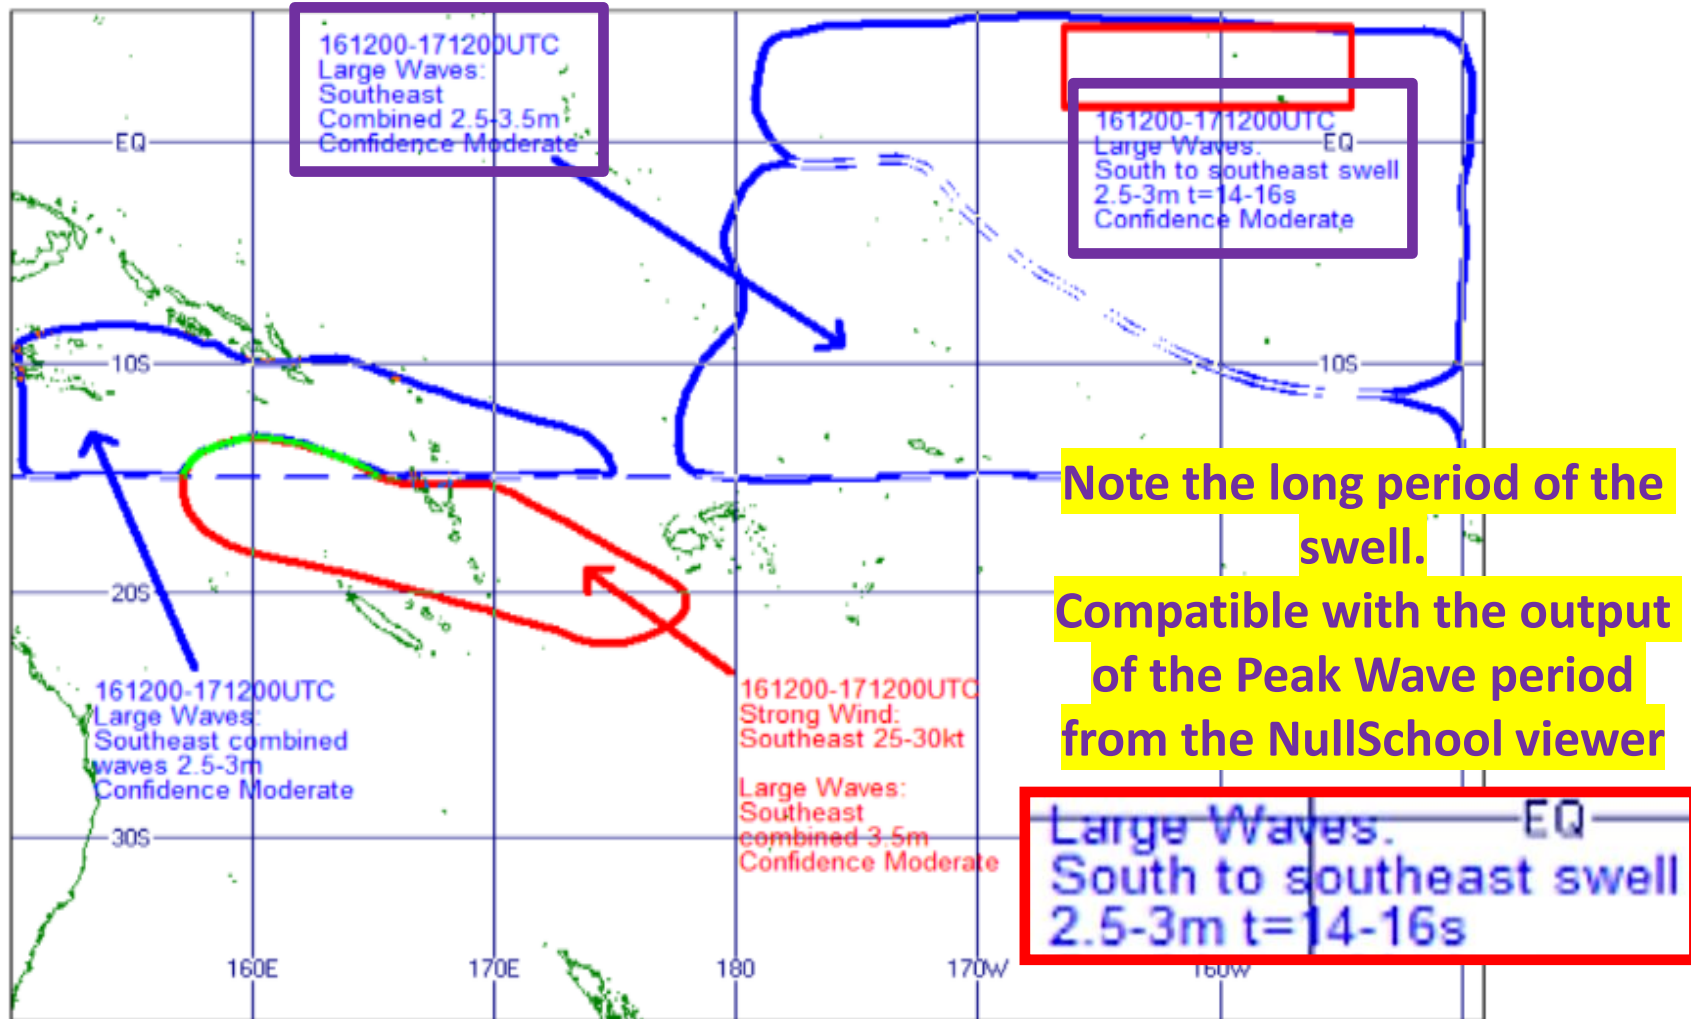 161200-171200UTC
Large Waves:
Southeast
Combined 2.5-3.5m
Confidence Moderate
161200-171200UTC
Large Waves:
South to southeast swell
2.5-3m t=14-16s
Confidence Moderate
EQ
EQ
10S
10S
Note the long period of the
swell.
Compatible with the output
of the Peak Wave period
from the NullSchool viewer
20S
161200-171200UTC
Large Waves:
Southeast combined
waves 2.5-3m
Confidence Moderate
161200-171200UTC
Strong Wind:
Southeast 25-30kt
Large Waves:
Southeast
combined 3.5m
Confidence Moderate
30S
Large Waves:
EQ
South to southeast swell
2.5-3m t=14-16s
160E
170E
180
170W
160W